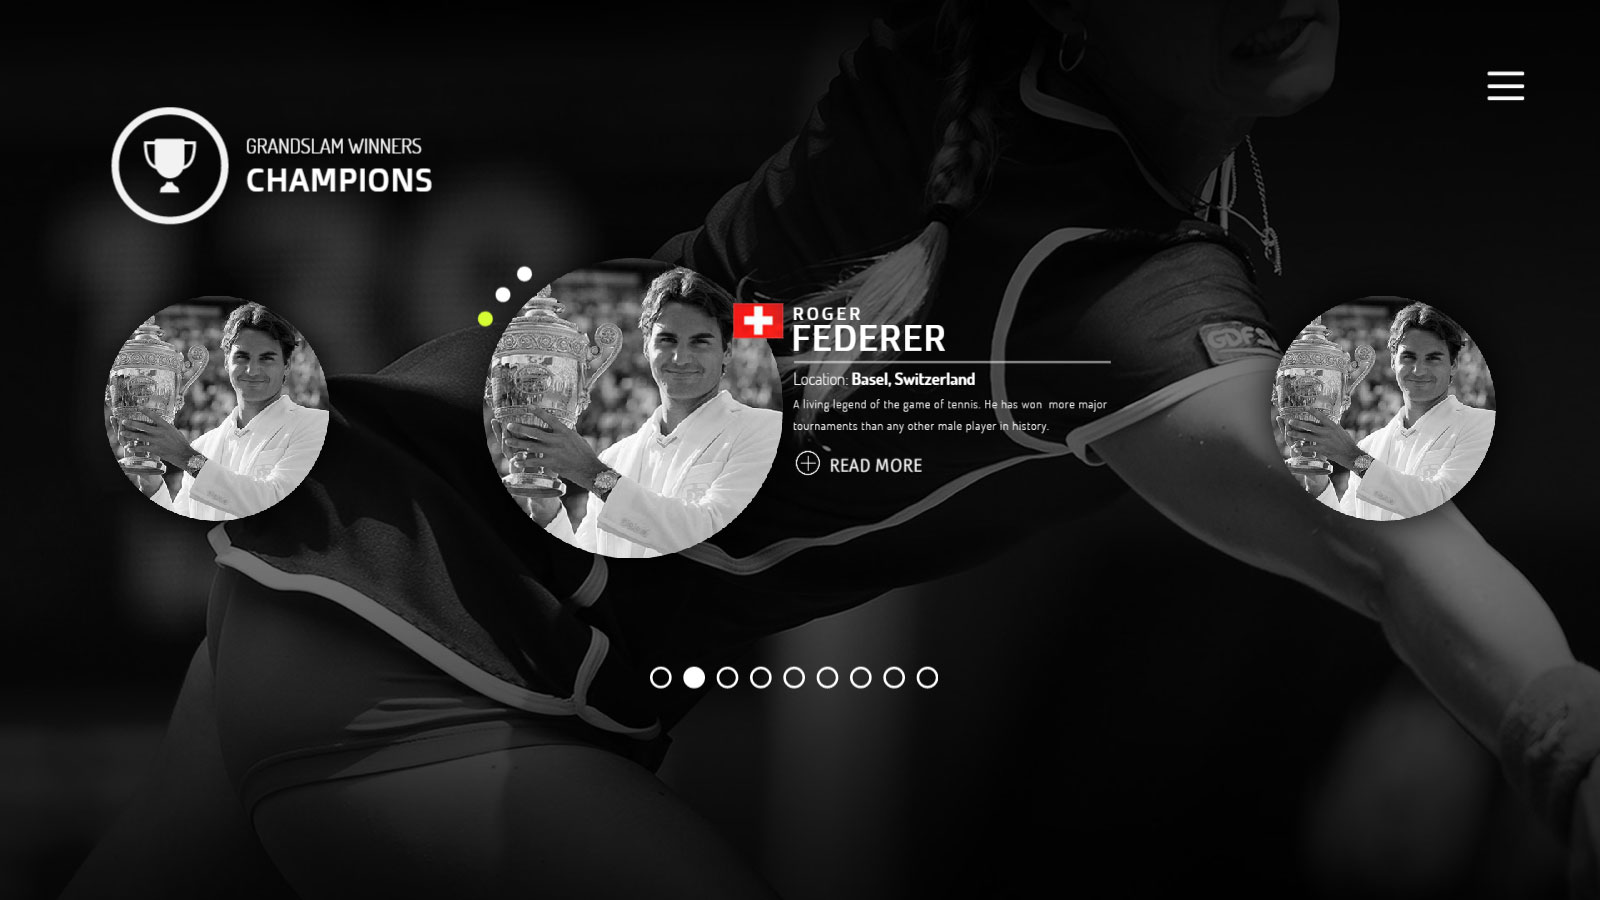 GRANDSLAM WINNERS
CHAMPIONS
ROGER
FEDERER
Location: Basel, Switzerland
A living legend of the game of tennis. He has won more major
tournaments than any other male player in history.
READ MORE